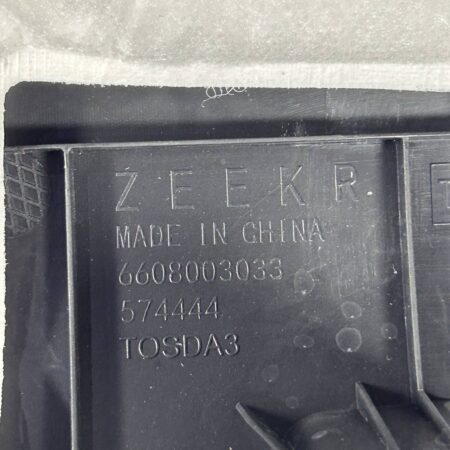 ZEEKR
MADE IN CHINA
6608003033
574444
TOSDA3